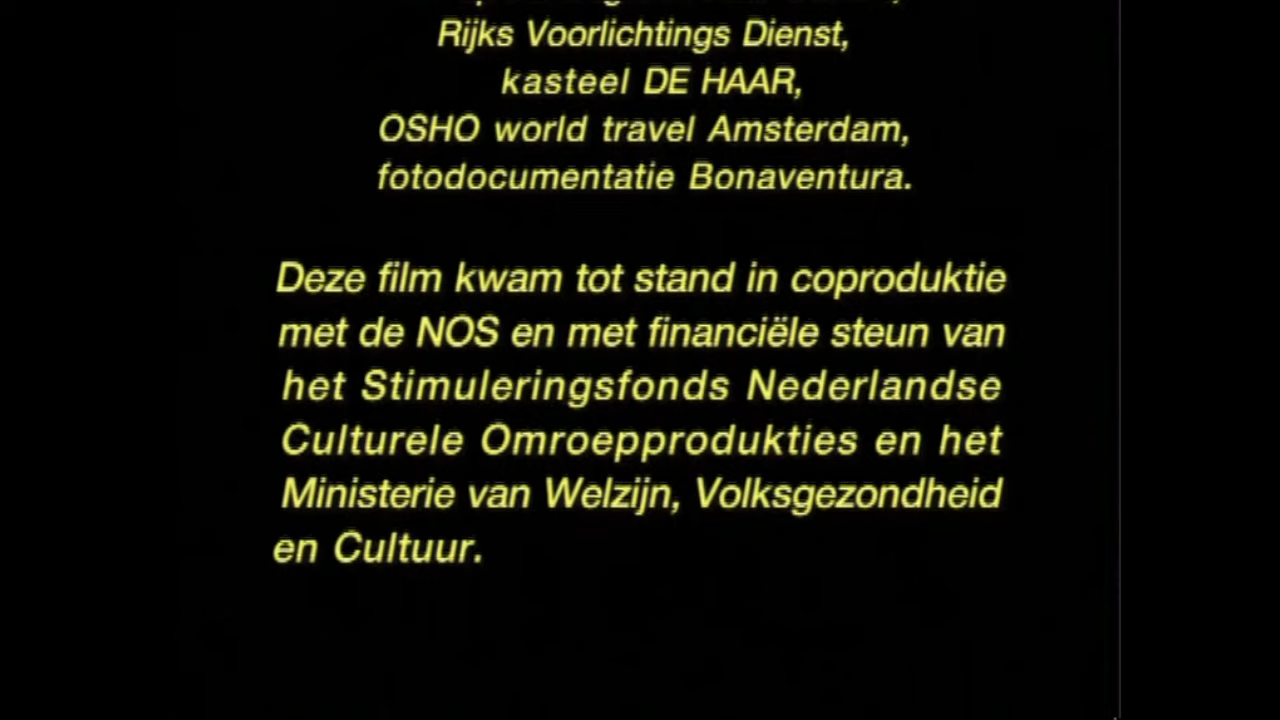 Rijks Voorlichtings Dienst,
kasteel DE HAAR,
OSHO world travel Amsterdam,
fotodocumentatie Bonaventura.
Deze film kwam tot stand in coproduktie
met de NOS en met financiële steun van
het Stimuleringsfonds Nederlandse
Culturele Omroepprodukties en het
Ministerie van Welzijn, Volksgezondheid
en Cultuur.